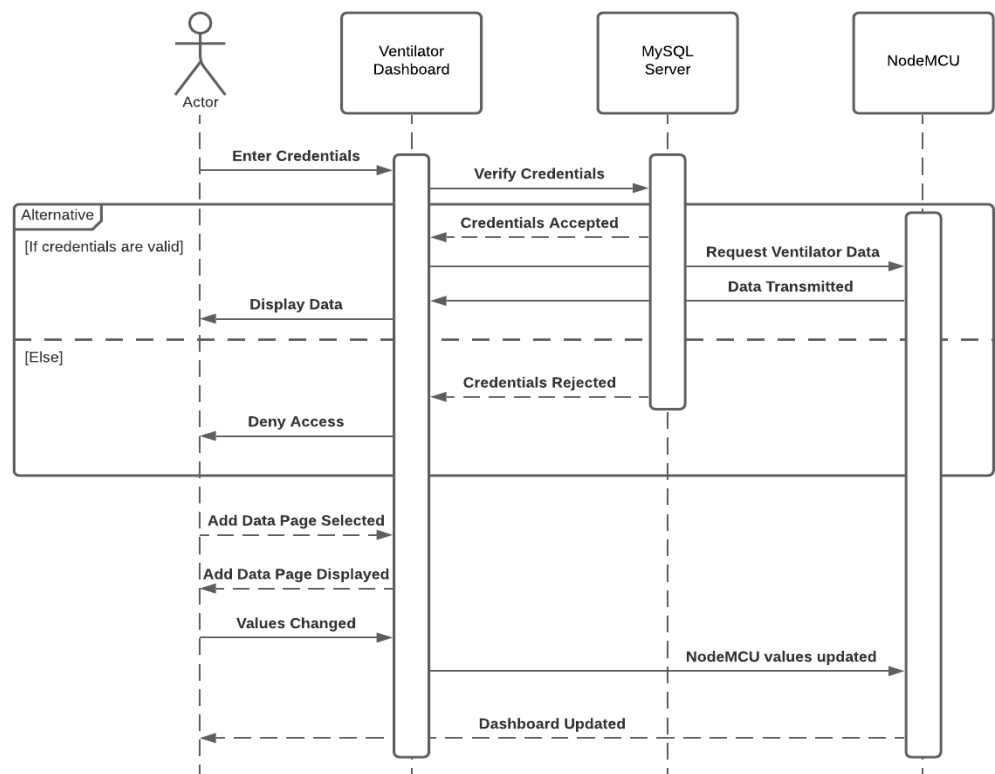 Actor
Ventilator
Dashboard
MySQL
Server
NodeMCU
Enter Credentials
Verify Credentials
Alternative
Credentials Accepted
[If credentials are valid]
Request Ventilator Data
Data Transmitted
Display Data
[Else]
Credentials Rejected
Deny Access
Add Data Page Selected
Add Data Page Displayed
Values Changed
NodeMCU values updated
Dashboard Updated